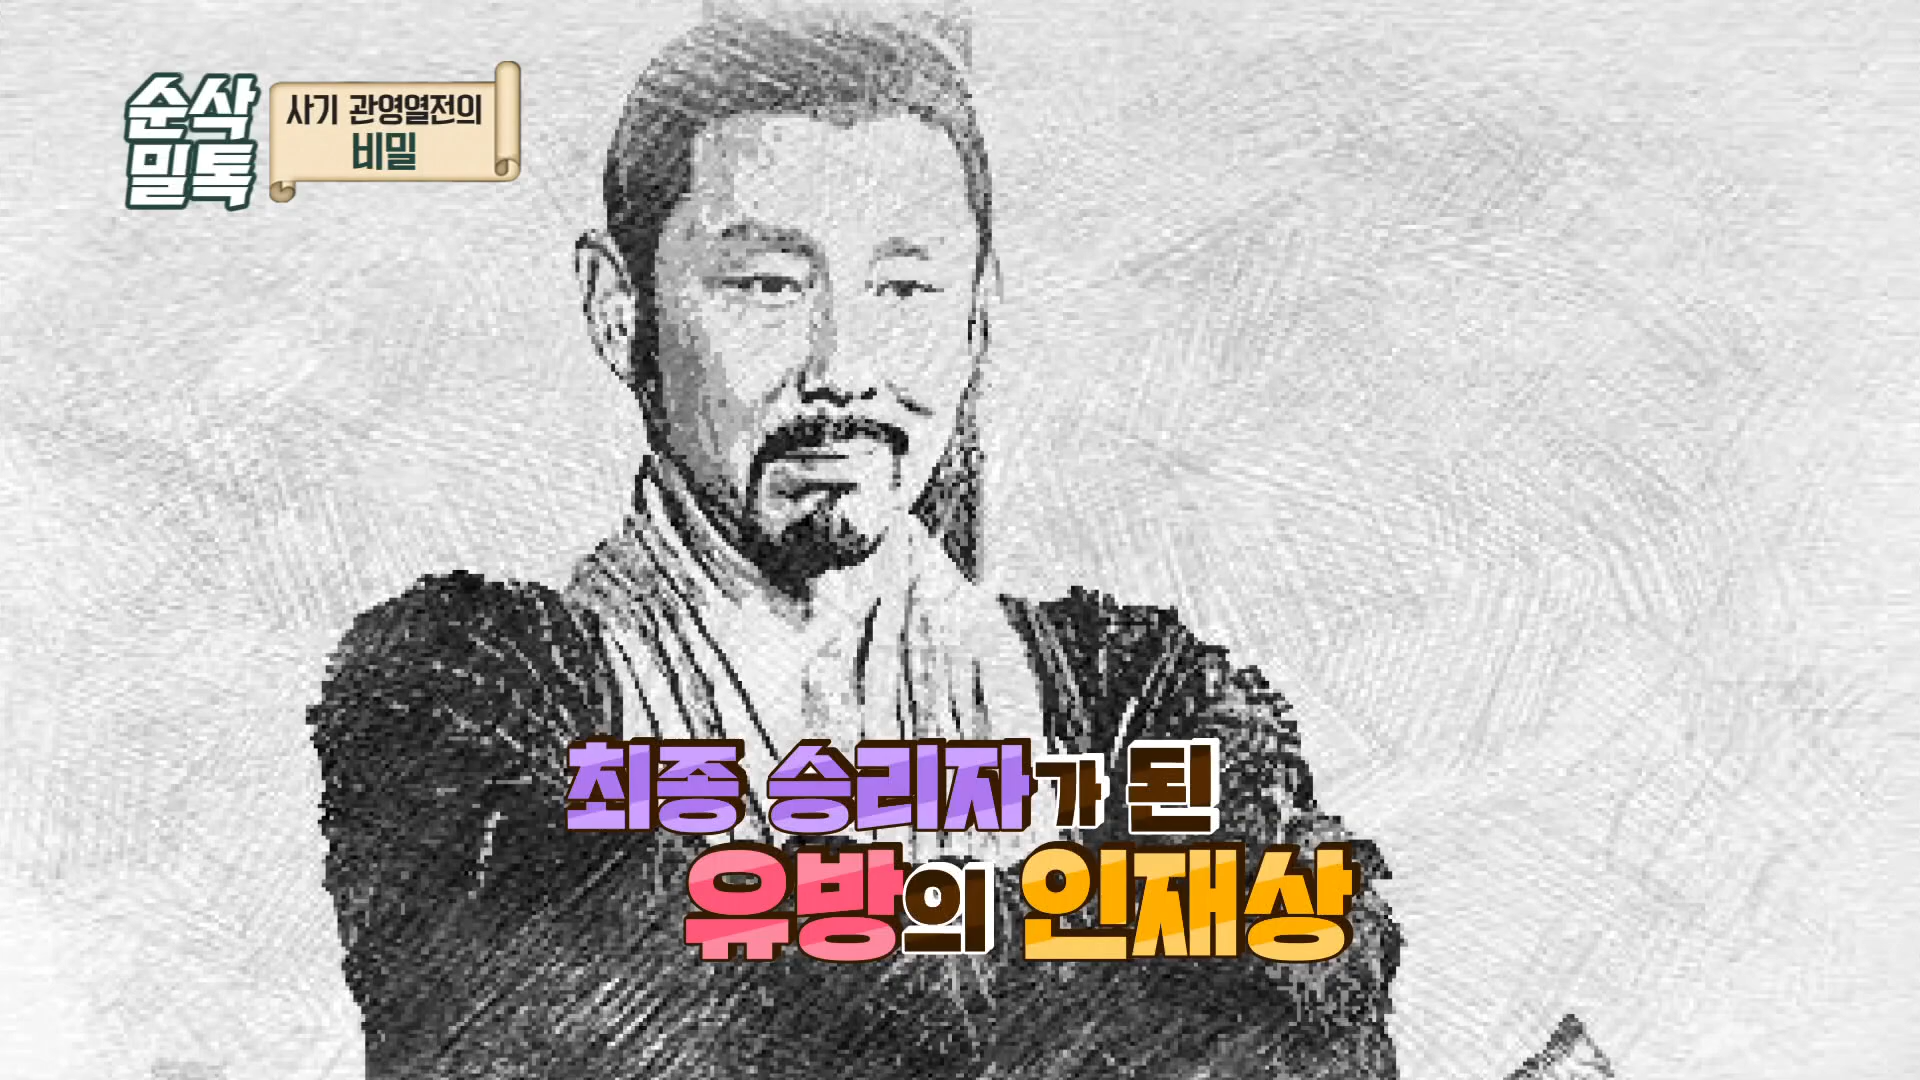 순삭
밀톡
사기 관영열전의
비밀
최종 승리자가 된
유방의 인재상